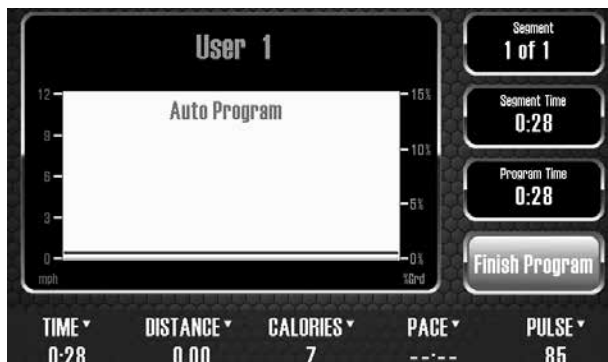 User 1
Segment
1 of 1
12
15%
Auto Program
9
10%
Segment Time
0:28
6
5%
Program Time
0:28
3
0
0%
mph
%Grd
Finish Program
TIME ▾ DISTANCE ▾ CALORIES ▾ PACE ▾ PULSE ▾
0:28 0.00 7 --:-- 85